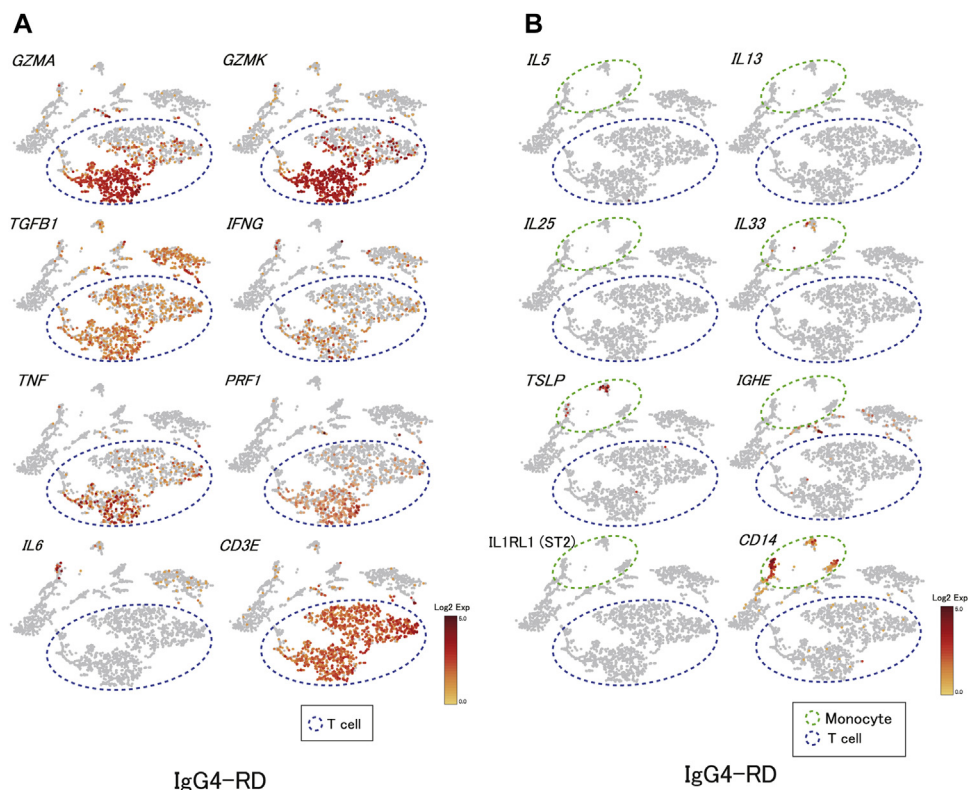 A
B
GZMA
GZMK
IL5
IL13
TGFB1
IFNG
IL25
IL33
TNF
PRF1
TSLP
IGHE
IL6
CD3E
IL1RL1 (ST2)
CD14
Log2 Exp
5.0
0.0
Log2 Exp
5.0
0.0
T cell
Monocyte
T cell
IgG4-RD
IgG4-RD